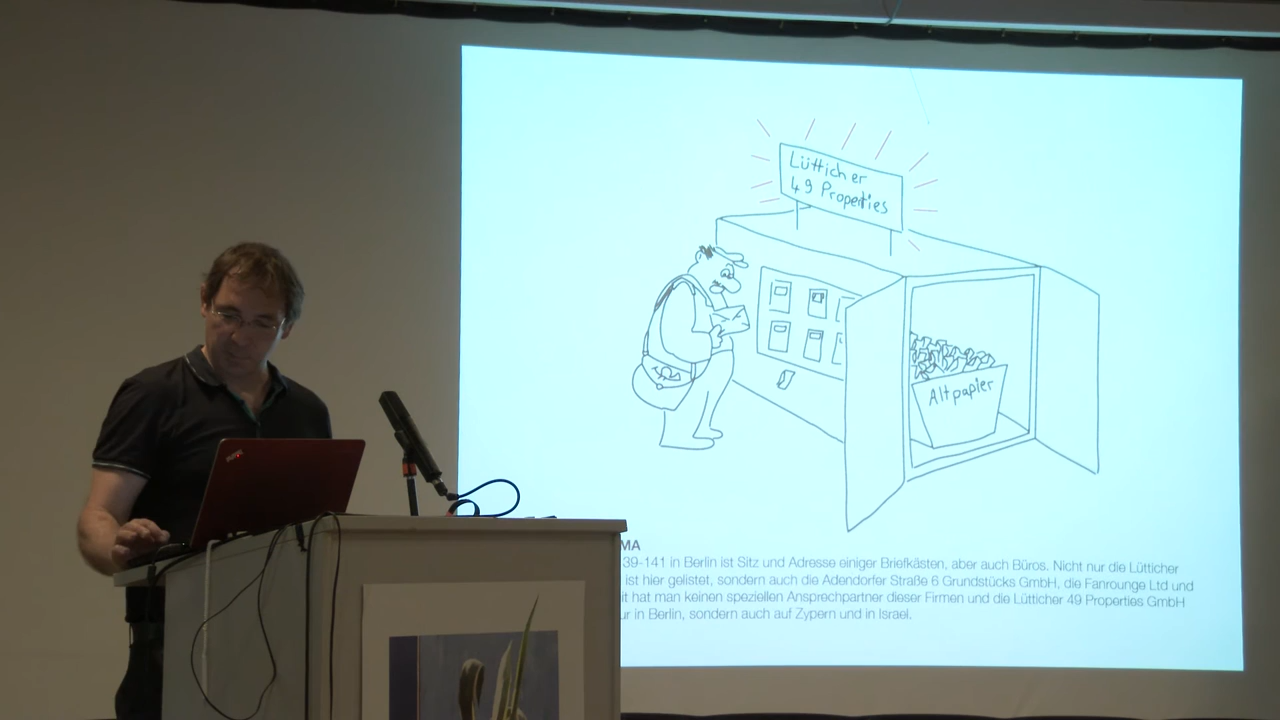 Lütticher
49 Properties
Altpapier
MA
39-141 in Berlin ist Sitz und Adresse einiger Briefkästen, aber auch Büros. Nicht nur die Lütticher
ist hier gelistet, sondern auch die Adendorfer Straße 6 Grundstücks GmbH, die Fanrounge Ltd und
it hat man keinen speziellen Ansprechpartner dieser Firmen und die Lütticher 49 Properties GmbH
ur in Berlin, sondern auch auf Zypern und in Israel.